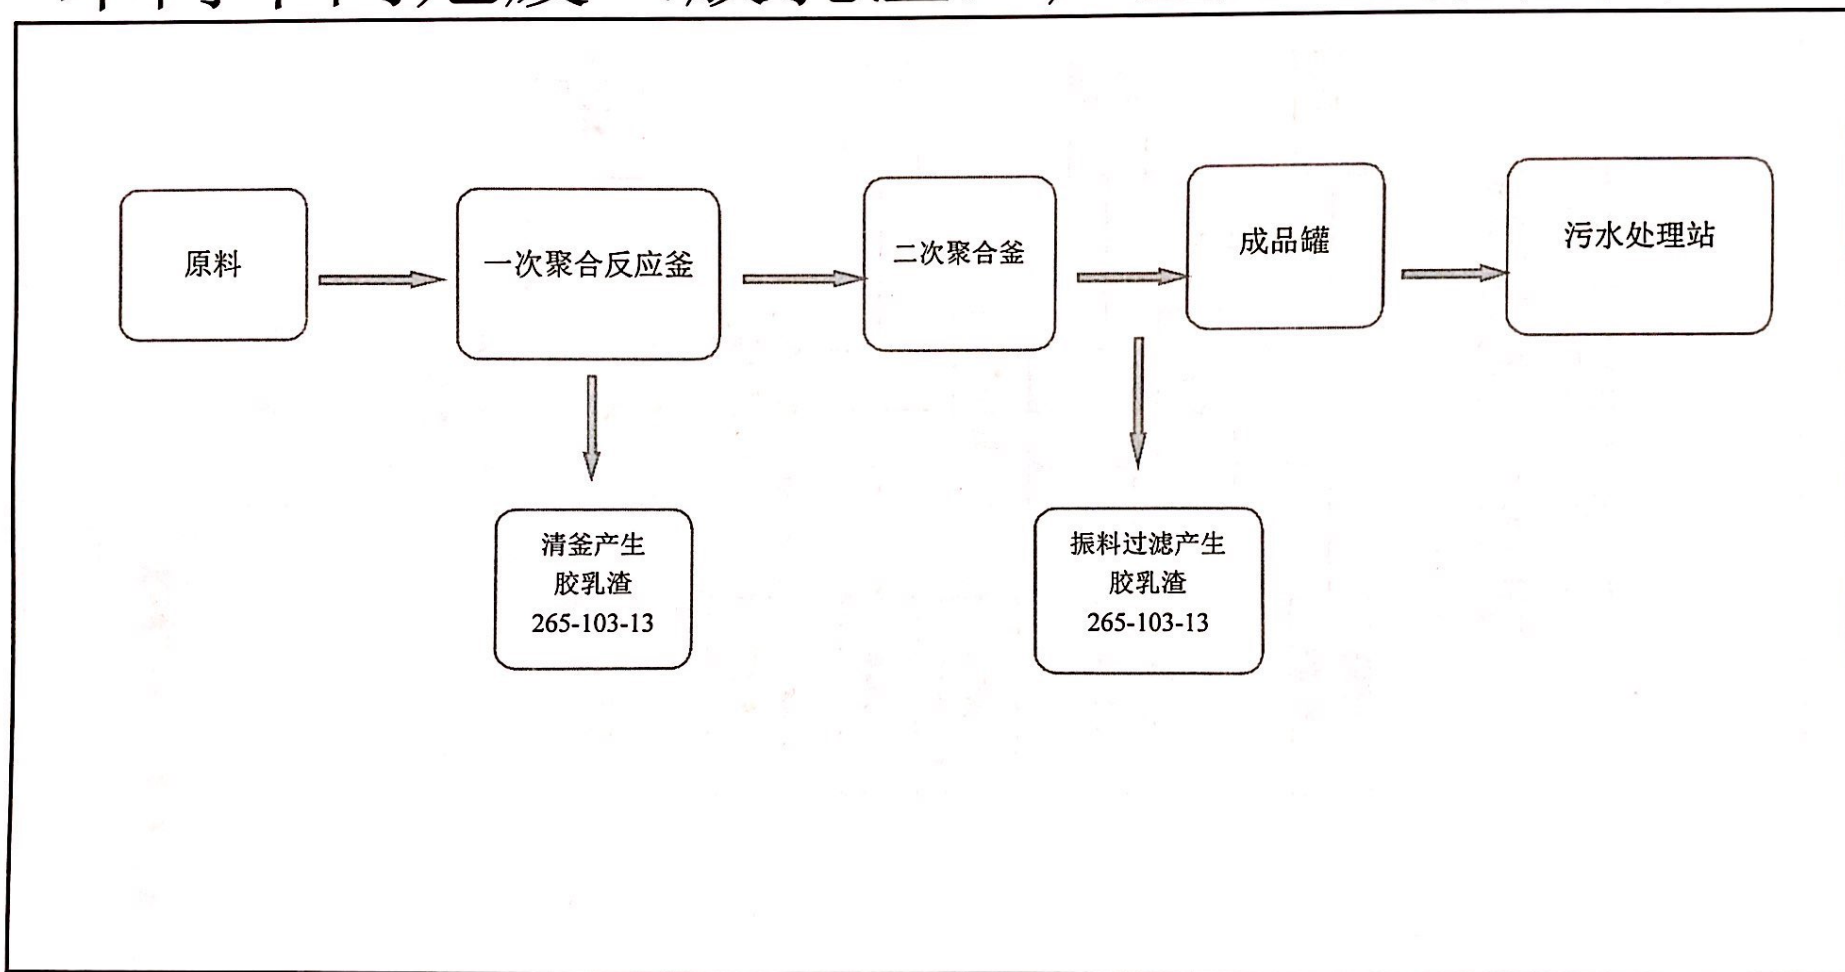 原料
一次聚合反应釜
二次聚合釜
成品罐
污水处理站
清釜产生
胶乳渣
265-103-13
振料过滤产生
胶乳渣
265-103-13